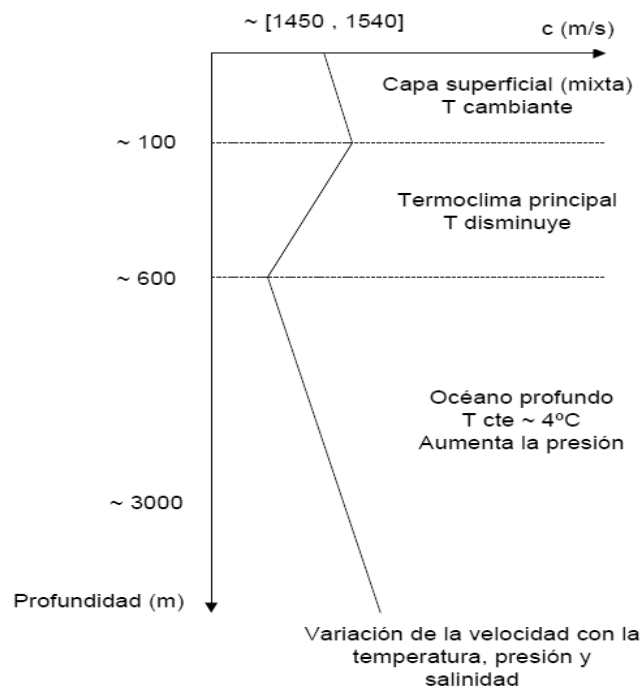 ~ [1450 , 1540]
c (m/s)
Capa superficial (mixta)
T cambiante
~ 100
Termoclima principal
T disminuye
~ 600
Océano profundo
T cte ~ 4ºC
Aumenta la presión
~ 3000
Profundidad (m)
Variación de la velocidad con la
temperatura, presión y
salinidad